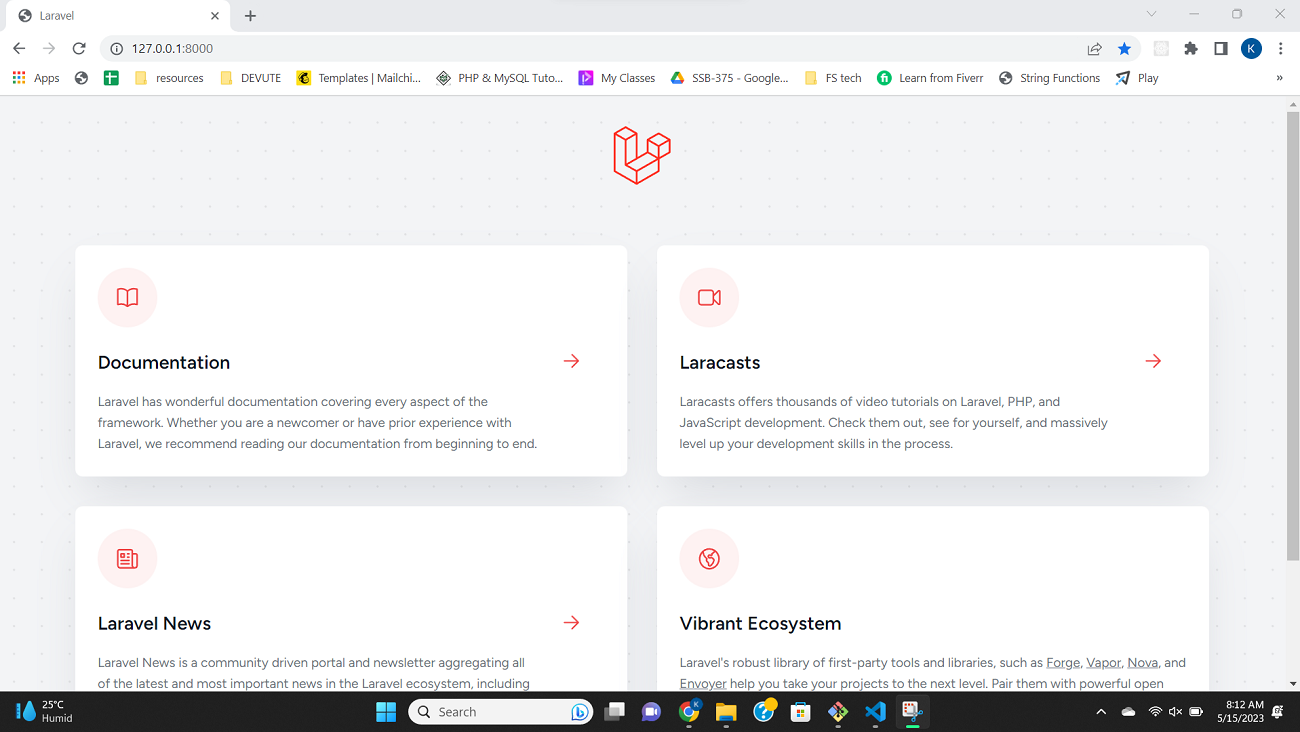 Laravel
127.0.0.1:8000
K
Apps
resources
DEVUTE
Templates | Mailchi...
PHP & MySQL Tuto...
My Classes
SSB-375 - Google...
FS tech
Learn from Fiverr
String Functions
Play
»
Documentation
Laravel has wonderful documentation covering every aspect of the
framework. Whether you are a newcomer or have prior experience with
Laravel, we recommend reading our documentation from beginning to end.
Laracasts
Laracasts offers thousands of video tutorials on Laravel, PHP, and
JavaScript development. Check them out, see for yourself, and massively
level up your development skills in the process.
Laravel News
Laravel News is a community driven portal and newsletter aggregating all
of the latest and most important news in the Laravel ecosystem, including
Vibrant Ecosystem
Laravel's robust library of first-party tools and libraries, such as Forge, Vapor, Nova, and
Envoyer help you take your projects to the next level. Pair them with powerful open
25°C
Humid
Search
K
8:12 AM
5/15/2023